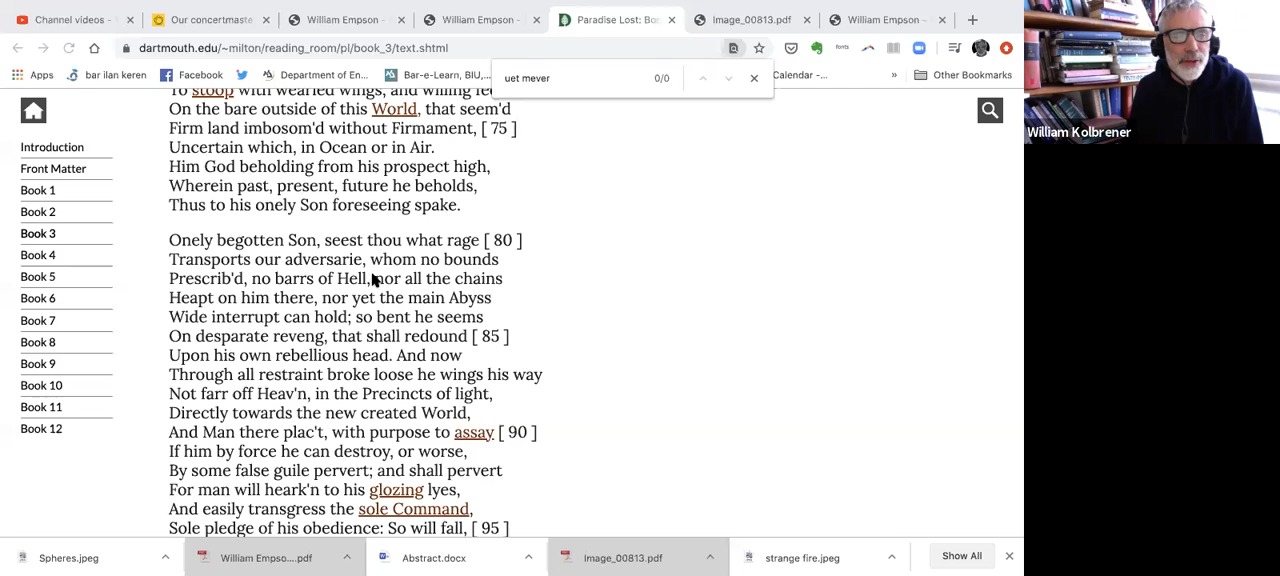 Channel videos -
Our concertmaste
William Empson -
William Empson -
Paradise Lost: Bo
Image_00813.pdf
William Empson -
dartmouth.edu/~milton/reading_room/pl/book_3/text.shtml
fonts
Apps
bar ilan keren
Facebook
Department of En...
Bar-e-Learn, BIU,...
Calendar -...
»
Other Bookmarks
uet mever
0/0
William Kolbrener
Introduction
Front Matter
Book 1
Book 2
Book 3
Book 4
Book 5
Book 6
Book 7
Book 8
Book 9
Book 10
Book 11
Book 12
To stoop with wearied wings, and willing fe
On the bare outside of this World, that seem'd
Firm land imbosom'd without Firmament, [ 75 ]
Uncertain which, in Ocean or in Air.
Him God beholding from his prospect high,
Wherein past, present, future he beholds,
Thus to his onely Son foreseeing spake.
Onely begotten Son, seest thou what rage [ 80 ]
Transports our adversarie, whom no bounds
Prescrib'd, no barrs of Hell, nor all the chains
Heapt on him there, nor yet the main Abyss
Wide interrupt can hold; so bent he seems
On desparate reveng, that shall redound [ 85 ]
Upon his own rebellious head. And now
Through all restraint broke loose he wings his way
Not farr off Heav'n, in the Precincts of light,
Directly towards the new created World,
And Man there plac't, with purpose to assay [ 90 ]
If him by force he can destroy, or worse,
By some false guile pervert; and shall pervert
For man will heark'n to his glozing lyes,
And easily transgress the sole Command,
Sole pledge of his obedience: So will fall, [ 95 ]
Spheres.jpeg
William Empso....pdf
Abstract.docx
Image_00813.pdf
strange fire.jpeg
Show All